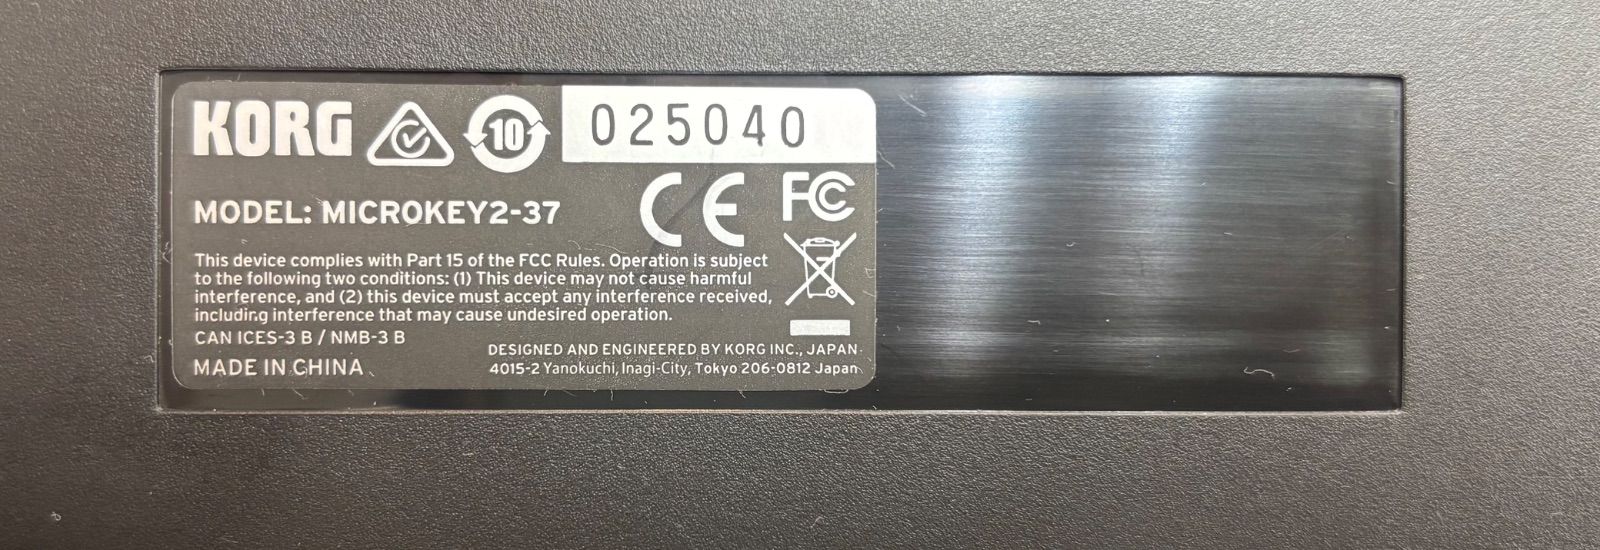 KORG 10 025040
MODEL: MICROKEY2-37 CE FC
This device complies with Part 15 of the FCC Rules. Operation is subject
to the following two conditions: (1) This device may not cause harmful
interference, and (2) this device must accept any interference received,
including interference that may cause undesired operation.
CAN ICES-3 B / NMB-3 B
MADE IN CHINA
DESIGNED AND ENGINEERED BY KORG INC., JAPAN
4015-2 Yanokuchi, Inagi-City, Tokyo 206-0812 Japan